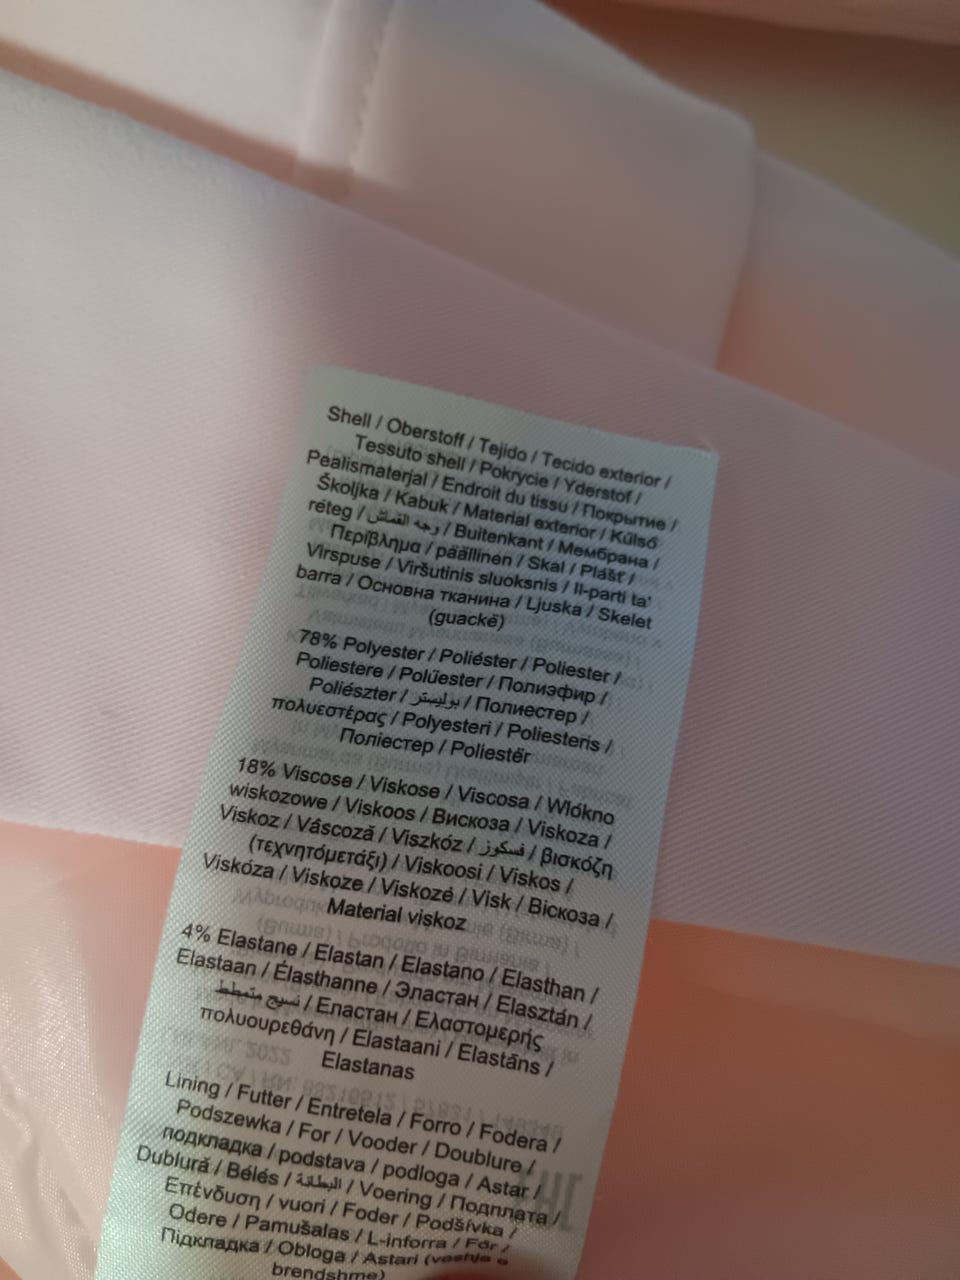 Shell / Oberstoff / Tejido / Tecido exterior /
Tessuto shell / Pokrycie / Yderstof /
Pealismaterjal / Endroit du tissu / Покрытие /
Školjka / Kabuk / Material exterior / Külső
réteg / وجه القماش / Buitenkant / Мембрана /
Περίβλημα / päällinen / Skal / Plášť /
Virspuse / Viršutinis sluoksnis / Il-parti ta'
barra / Основна тканина / Ljuska / Skelet
(guackë)
78% Polyester / Poliéster / Poliester /
Poliestere / Polüester / Полиэфир /
Poliészter / بوليستر / Полиестер /
πολυεστέρας / Polyesteri / Poliesteris /
Поліестер / Poliestër
18% Viscose / Viskose / Viscosa / Włókno
wiskozowe / Viskoos / Вискоза / Viskoza /
Viskoz / Vâscoză / Viszkóz / فسكوز / βισκόζη
(τεχνητόμετάξι) / Viskoosi / Viskos /
Viskóza / Viskoze / Viskozė / Visk / Віскоза /
Material viskoz
4% Elastane / Elastan / Elastano / Elasthan /
Elastaan / Élasthanne / Эластан / Elasztán /
نسيج متمطط / Еластан / Ελαστομερής
πολυουρεθάνη / Elastaani / Elastāns /
Elastanas
Lining / Futter / Entretela / Forro / Fodera /
Podszewka / For / Vooder / Doublure /
подкладка / podstava / podloga / Astar /
Dublură / Bélés / البطانة / Voering / Подплата /
Επένδυση / vuori / Foder / Podšívka /
Odere / Pamušalas / L-inforra / För /
Підкладка / Obloga / Astari (veshja e
brendshme)